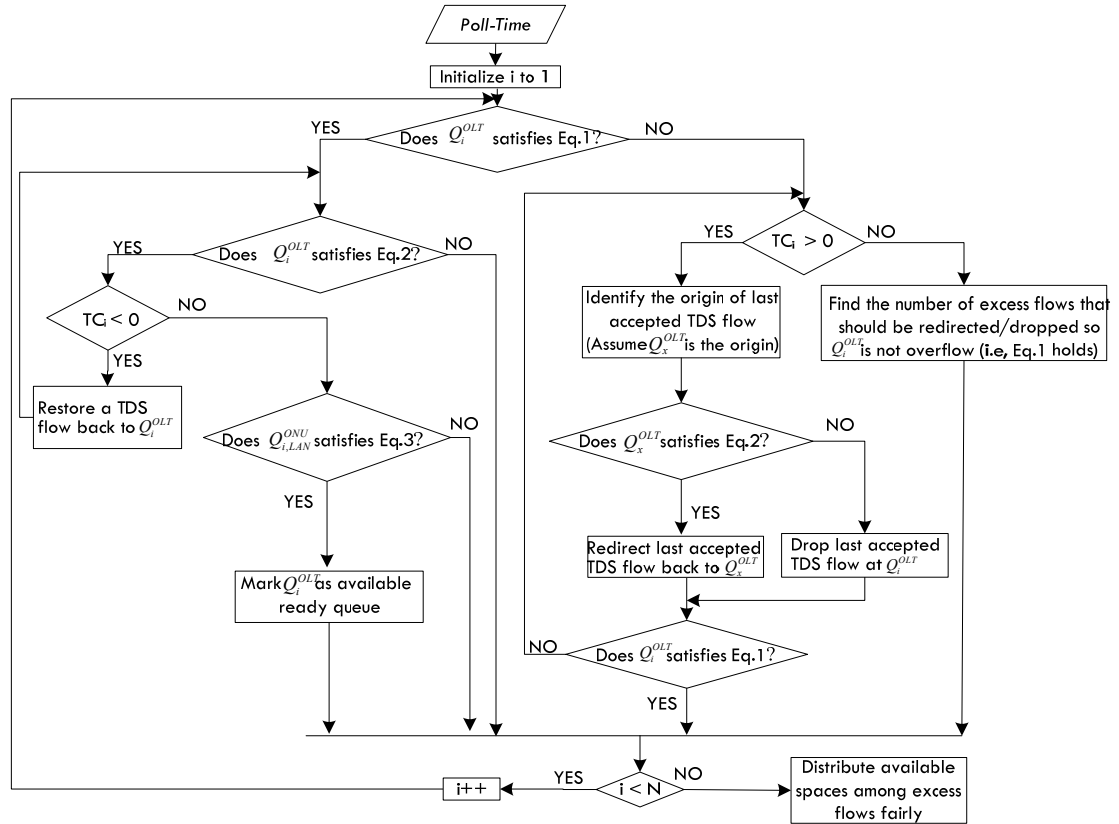 Poll-Time
Initialize i to 1
Does Q_i^{OLT} satisfies Eq.1?
YES
NO
Does Q_i^{OLT} satisfies Eq.2?
YES
NO
TC_i < 0
NO
YES
Restore a TDS
flow back to Q_i^{OLT}
Does Q_{i,LAN}^{ONU} satisfies Eq.3?
NO
YES
Mark Q_i^{OLT} as available
ready queue
TC_i > 0
YES
NO
Identify the origin of last
accepted TDS flow
(Assume Q_x^{OLT} is the origin)
Find the number of excess flows that
should be redirected/dropped so
Q_i^{OLT} is not overflow (i.e, Eq.1 holds)
Does Q_x^{OLT} satisfies Eq.2?
NO
YES
Redirect last accepted
TDS flow back to Q_x^{OLT}
Drop last accepted
TDS flow at Q_i^{OLT}
Does Q_i^{OLT} satisfies Eq.1?
NO
YES
i < N
YES
NO
i++
Distribute available
spaces among excess
flows fairly